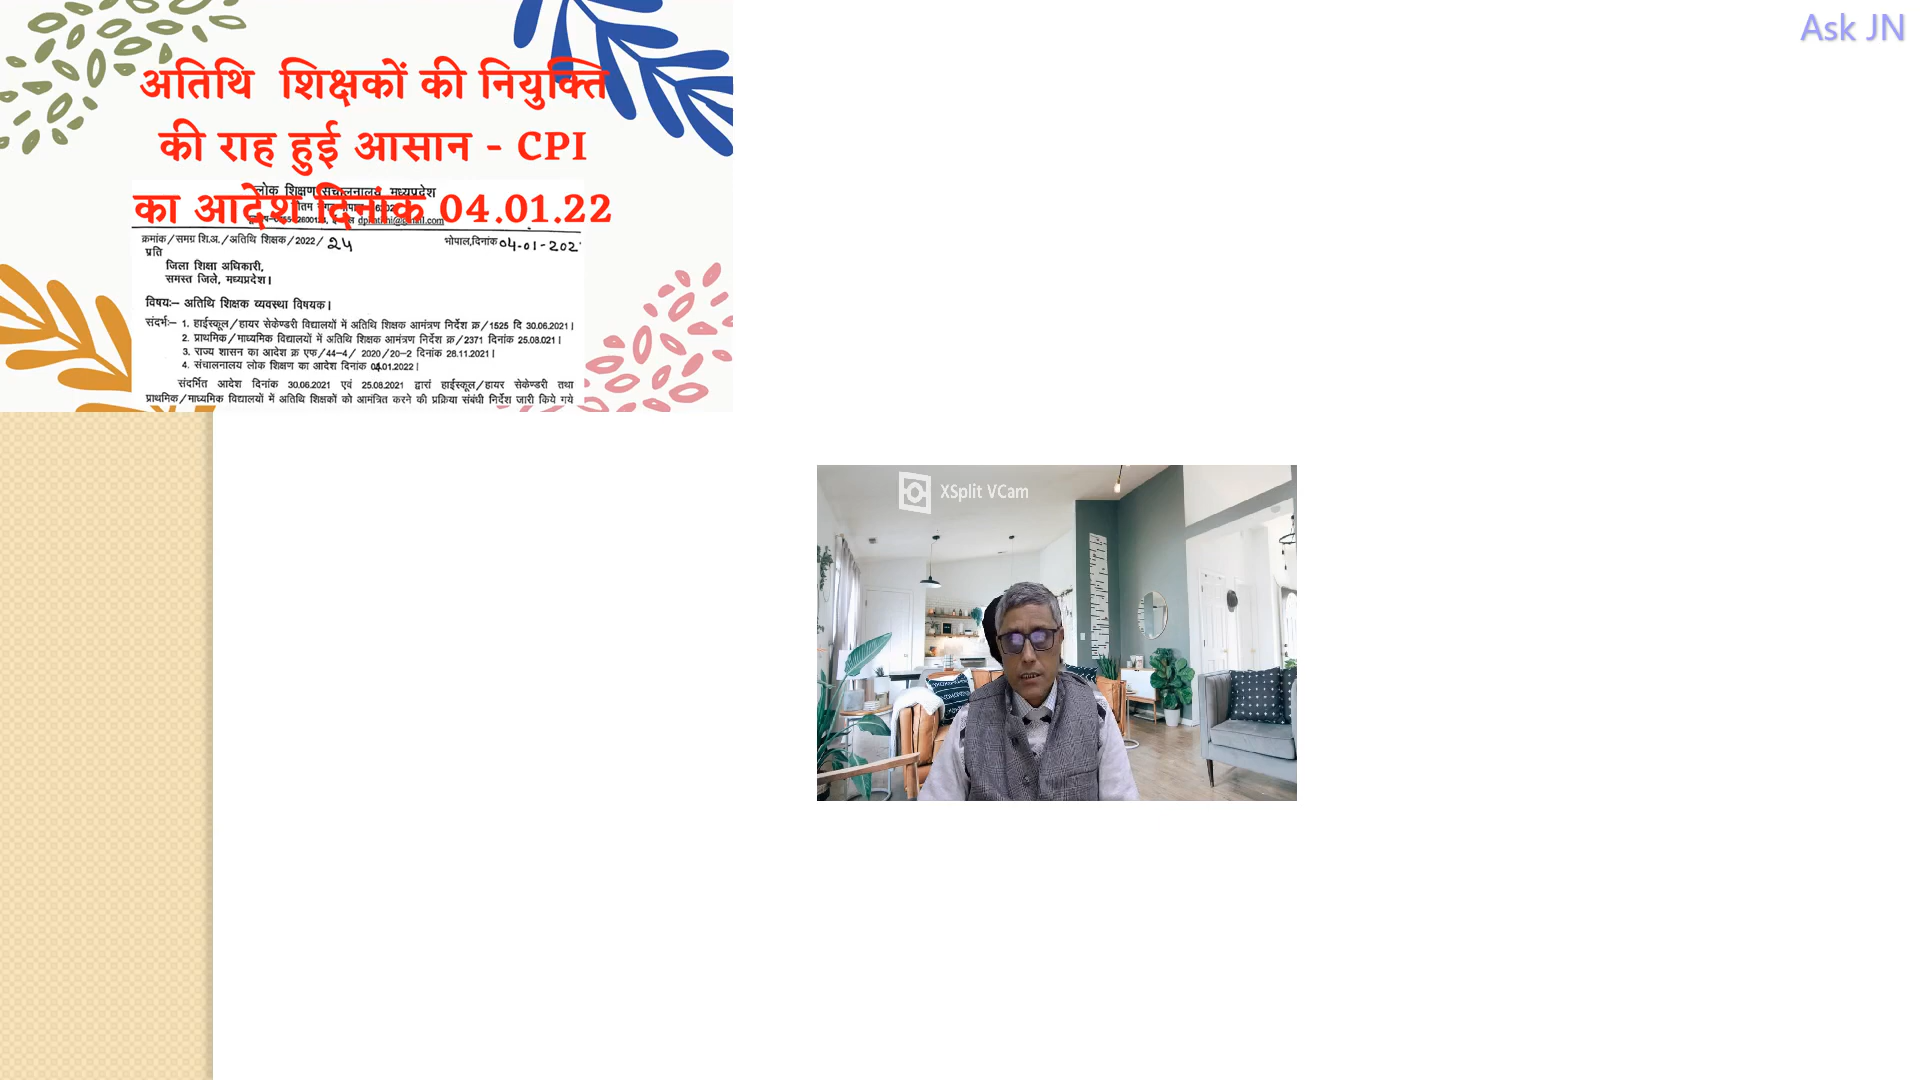 Ask JN
अतिथि शिक्षकों की नियुक्ति
की राह हुई आसान - CPI
का आदेश दिनांक 04.01.22
लोक शिक्षण संचालनालय मध्यप्रदेश
क्रमांक/समग्र शि.अ./अतिथि शिक्षक/2022/ 24 भोपाल,दिनांक 04-01-202
प्रति
जिला शिक्षा अधिकारी,
समस्त जिले, मध्यप्रदेश।
विषयः– अतिथि शिक्षक व्यवस्था विषयक।
संदर्भः– 1. हाईस्कूल/हायर सेकेण्डरी विद्यालयों में अतिथि शिक्षक आमंत्रण निर्देश क्र/1525 दि 30.06.2021।
2. प्राथमिक/माध्यमिक विद्यालयों में अतिथि शिक्षक आमंत्रण निर्देश क्र/2371 दिनांक 25.08.021।
3. राज्य शासन का आदेश क्र एफ/44–4/ 2020/20–2 दिनांक 28.11.2021।
4. संचालनालय लोक शिक्षण का आदेश दिनांक 04.01.2022।
संदर्भित आदेश दिनांक 30.06.2021 एवं 25.08.2021 द्वारा हाईस्कूल/हायर सेकेण्डरी तथा
प्राथमिक/माध्यमिक विद्यालयों में अतिथि शिक्षकों को आमंत्रित करने की प्रक्रिया संबंधी निर्देश जारी किये गये
XSplit VCam